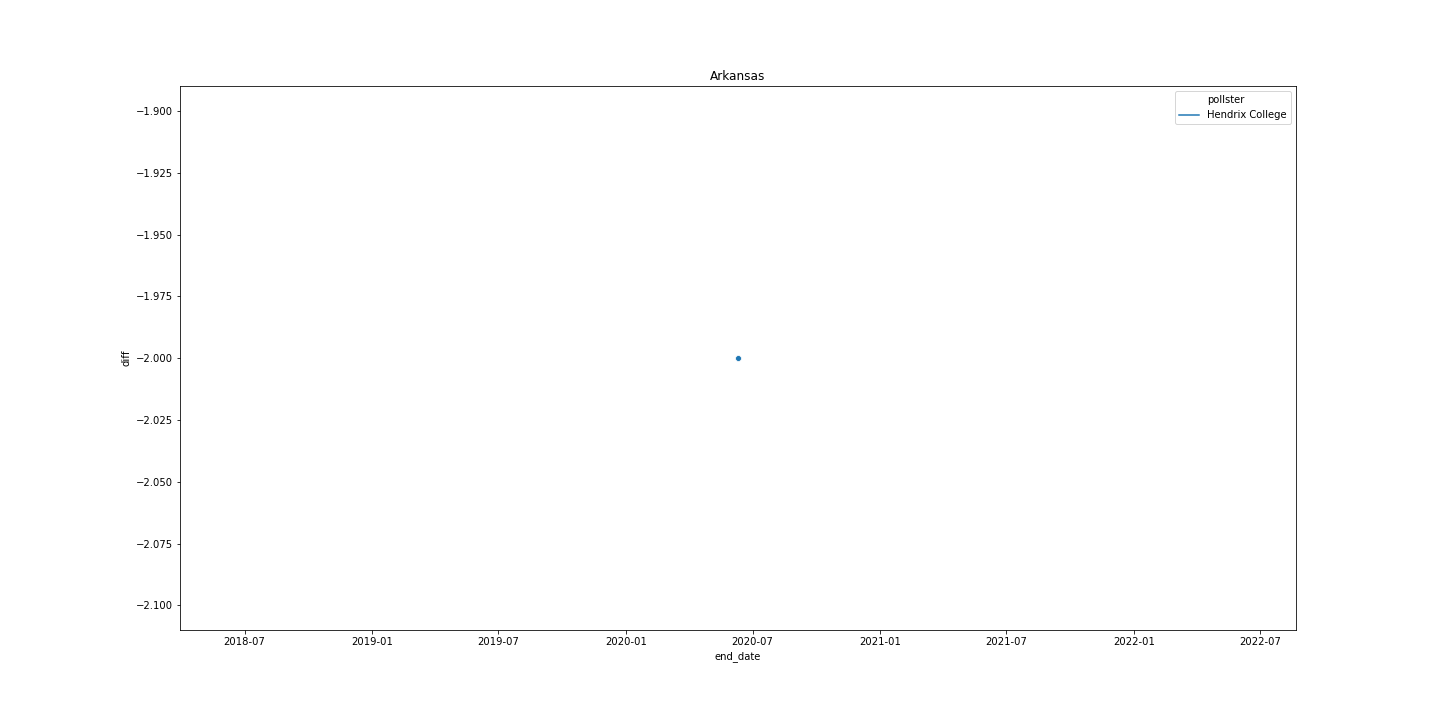 Arkansas
pollster
Hendrix College
−1.900
−1.925
−1.950
−1.975
−2.000
−2.025
−2.050
−2.075
−2.100
diff
2018-07 2019-01 2019-07 2020-01 2020-07 2021-01 2021-07 2022-01 2022-07
end_date